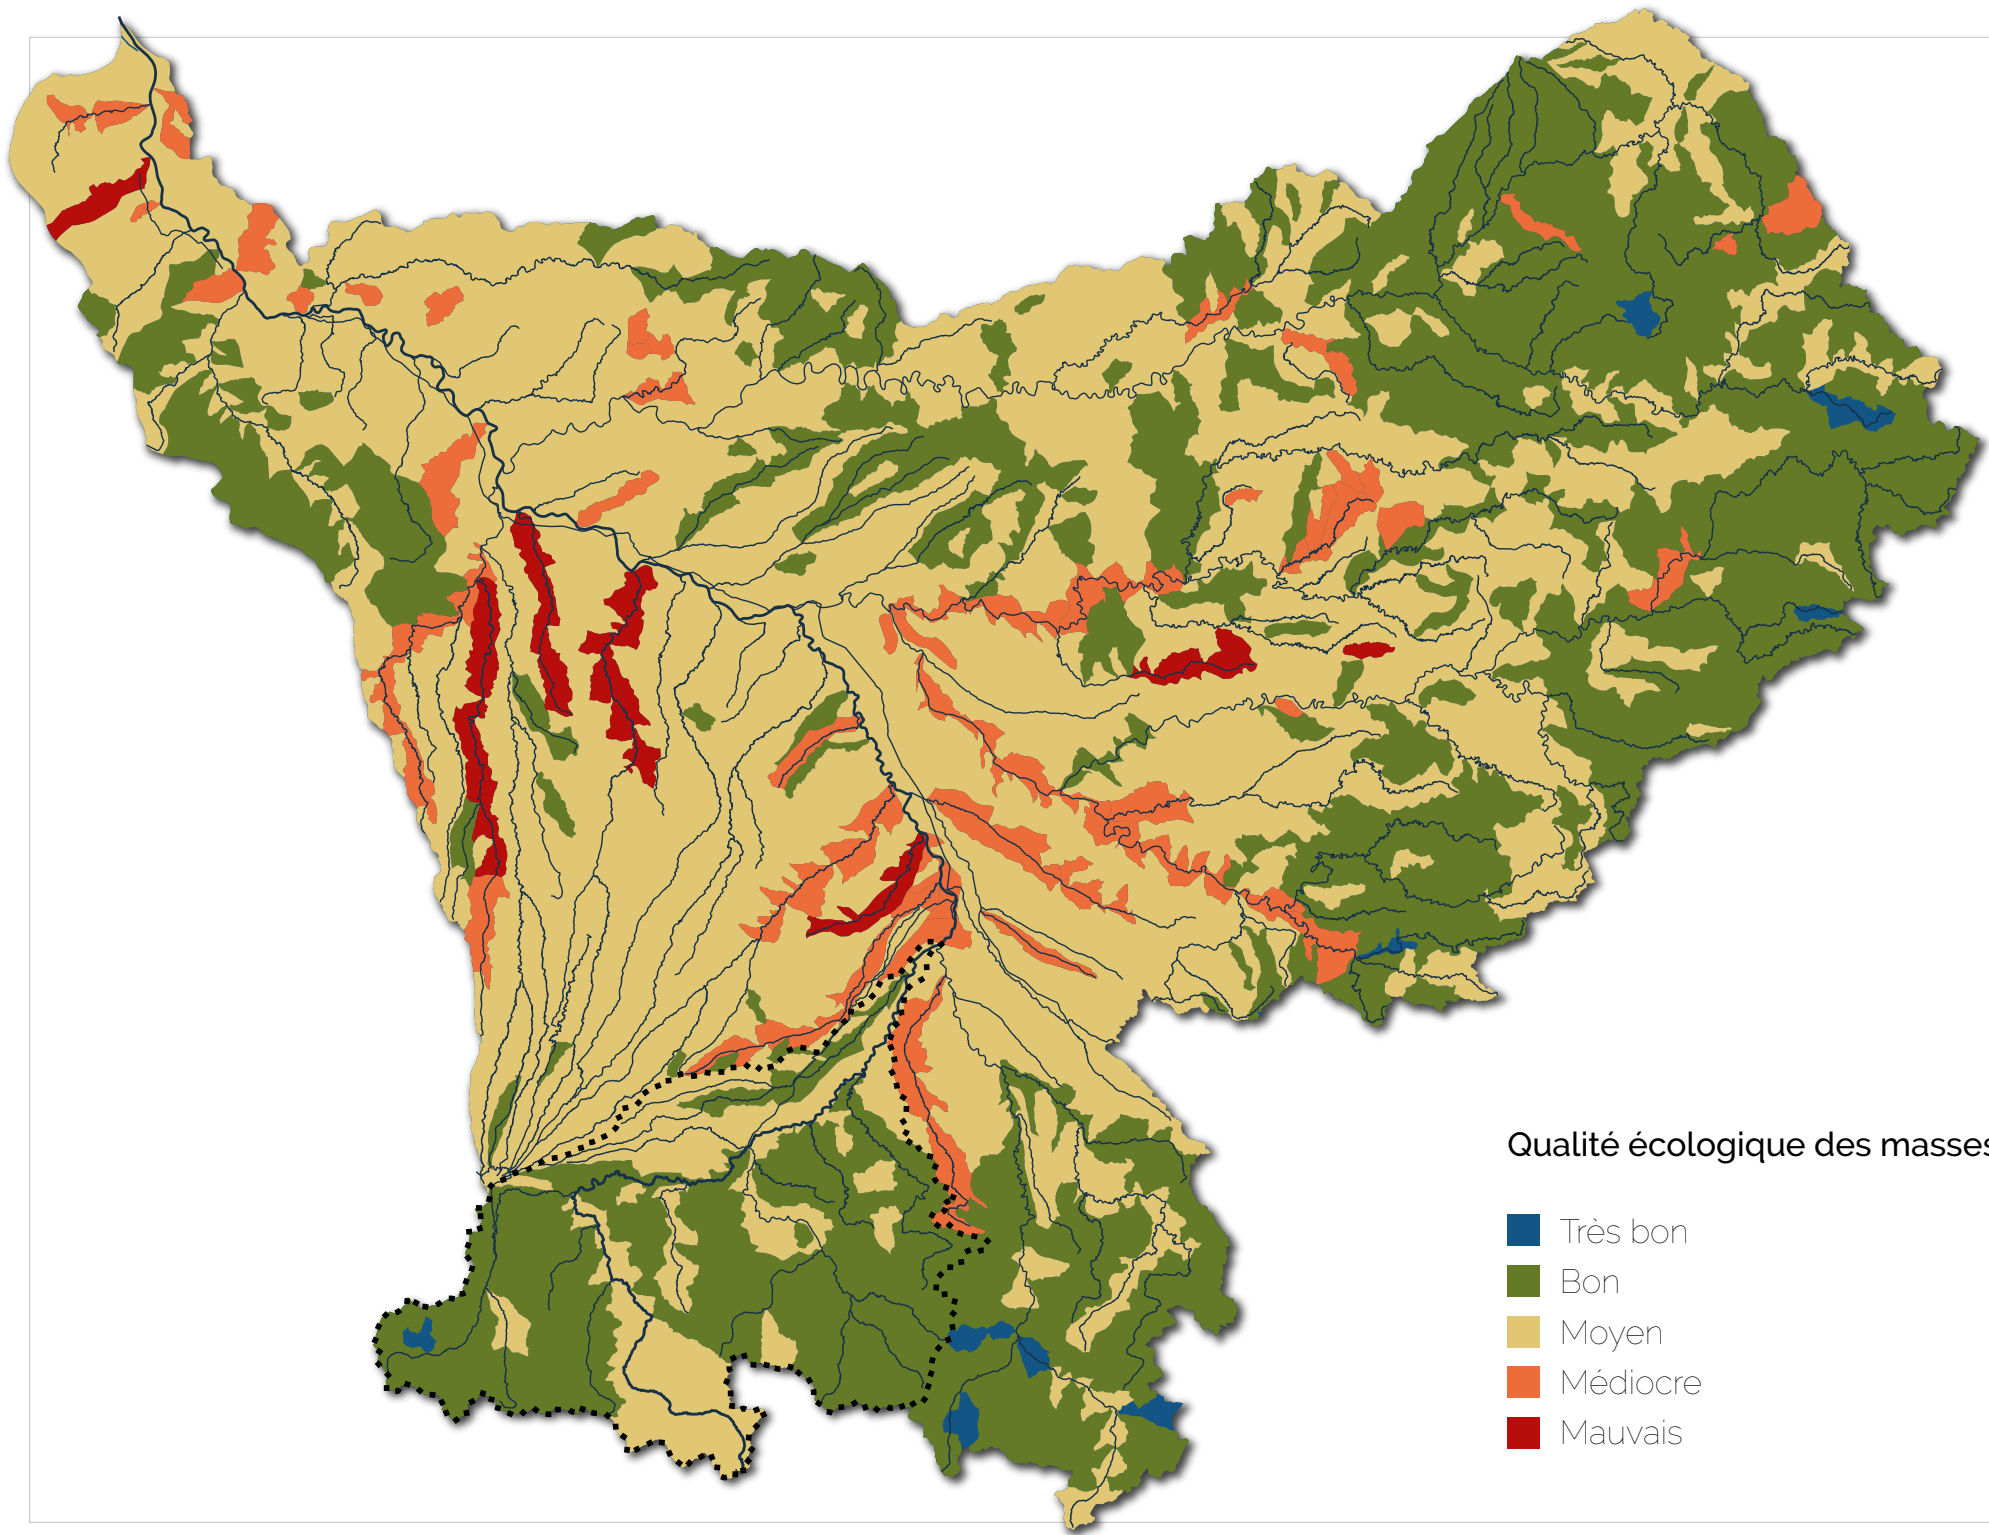 Qualité écologique des masses
Très bon
Bon
Moyen
Médiocre
Mauvais